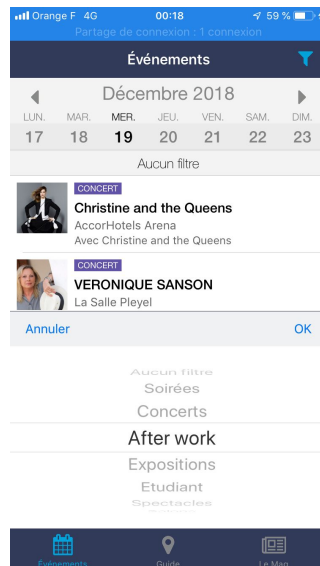 Orange F 4G 00:18 59 %
Partage de connexion : 1 connexion
Événements
Décembre 2018
LUN. MAR. MER. JEU. VEN. SAM. DIM.
17 18 19 20 21 22 23
Aucun filtre
CONCERT
Christine and the Queens
AccorHotels Arena
Avec Christine and the Queens
CONCERT
VERONIQUE SANSON
La Salle Pleyel
Annuler OK
Aucun filtre
Soirées
Concerts
After work
Expositions
Etudiant
Spectacles
Événements Guide Le Mag